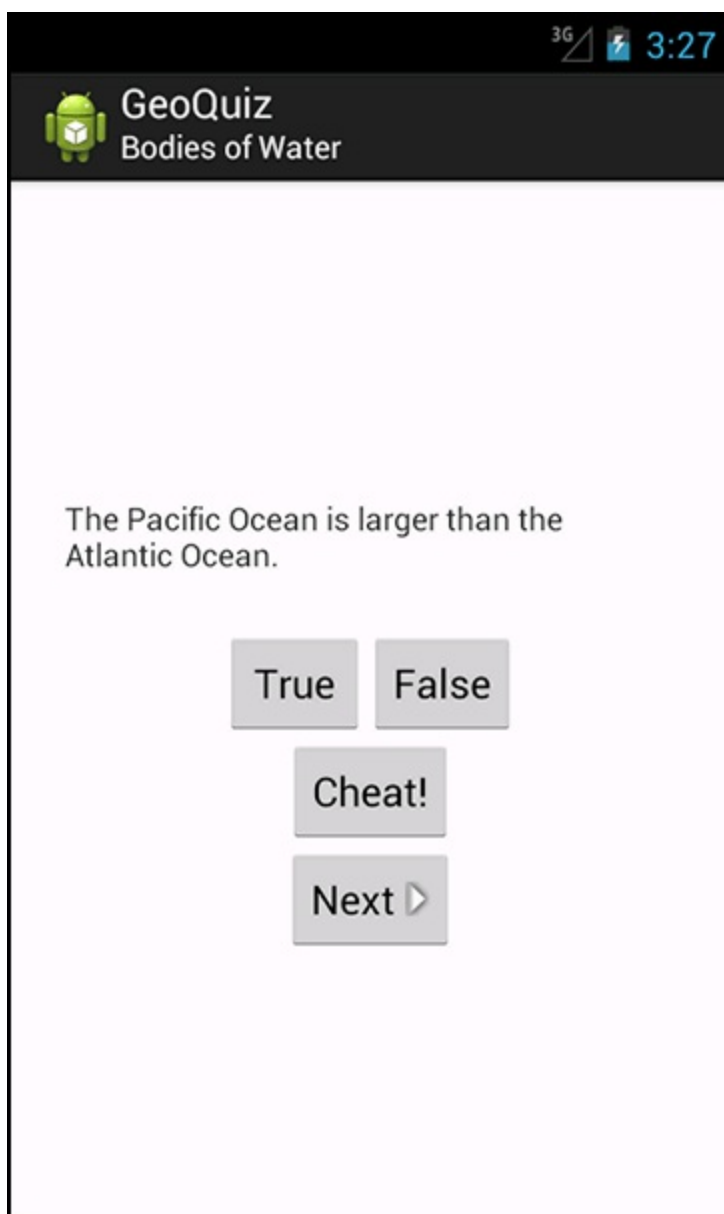 3G 3:27
GeoQuiz
Bodies of Water
The Pacific Ocean is larger than the
Atlantic Ocean.
True False
Cheat!
Next